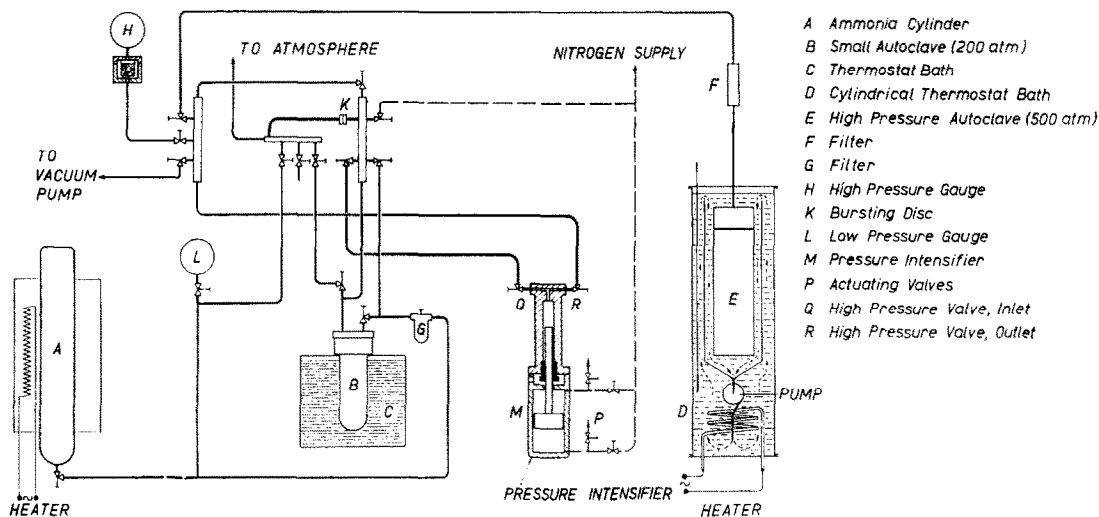 H
TO ATMOSPHERE
NITROGEN SUPPLY
K
F
TO
VACUUM
PUMP
L
A
Q
R
E
G
B
C
M
P
D
PUMP
PRESSURE INTENSIFIER
HEATER
HEATER
A Ammonia Cylinder
B Small Autoclave (200 atm)
C Thermostat Bath
D Cylindrical Thermostat Bath
E High Pressure Autoclave (500 atm)
F Filter
G Filter
H High Pressure Gauge
K Bursting Disc
L Low Pressure Gauge
M Pressure Intensifier
P Actuating Valves
Q High Pressure Valve, Inlet
R High Pressure Valve, Outlet